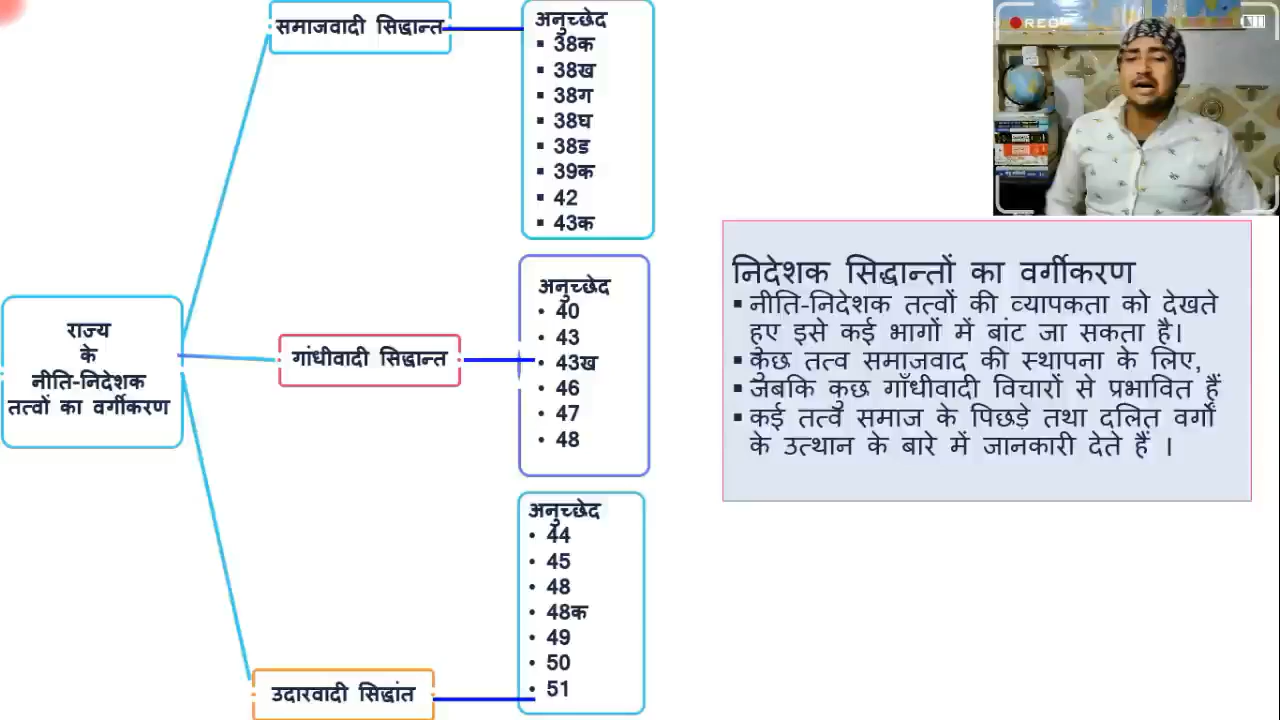 समाजवादी सिद्धान्त
अनुच्छेद
▪ 38क
▪ 38ख
▪ 38ग
▪ 38घ
▪ 38ड
▪ 39क
▪ 42
▪ 43क
राज्य
के
नीति-निदेशक
तत्वों का वर्गीकरण
गांधीवादी सिद्धान्त
अनुच्छेद
• 40
• 43
• 43ख
• 46
• 47
• 48
उदारवादी सिद्धांत
अनुच्छेद
• 44
• 45
• 48
• 48क
• 49
• 50
• 51
REC
निदेशक सिद्धान्तों का वर्गीकरण
▪ नीति-निदेशक तत्वों की व्यापकता को देखते
हुए इसे कई भागों में बांट जा सकता है।
▪ कुछ तत्व समाजवाद की स्थापना के लिए,
▪ जबकि कुछ गाँधीवादी विचारों से प्रभावित हैं
▪ कई तत्व समाज के पिछड़े तथा दलित वर्गों
के उत्थान के बारे में जानकारी देते हैं ।